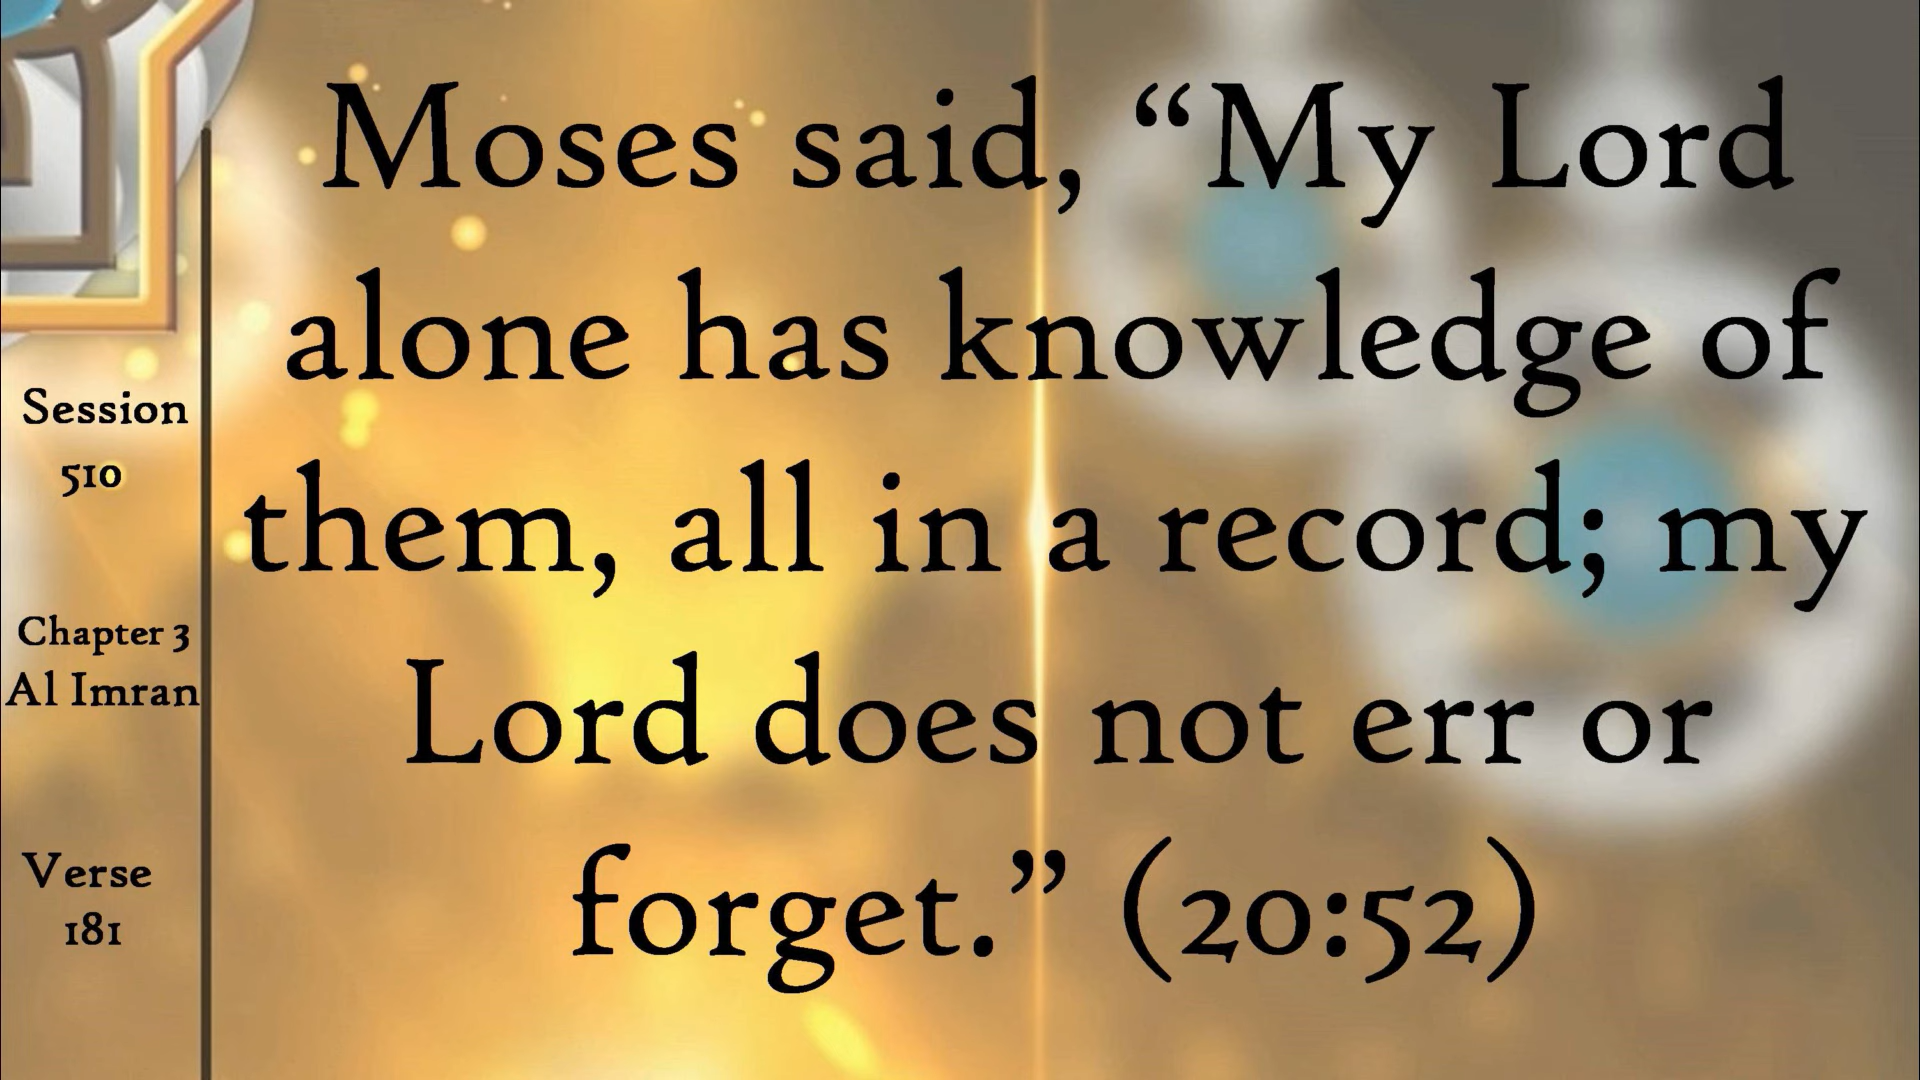 Moses said, “My Lord
alone has knowledge of
them, all in a record; my
Lord does not err or
forget.” (20:52)
Session
510
Chapter 3
Al Imran
Verse
181